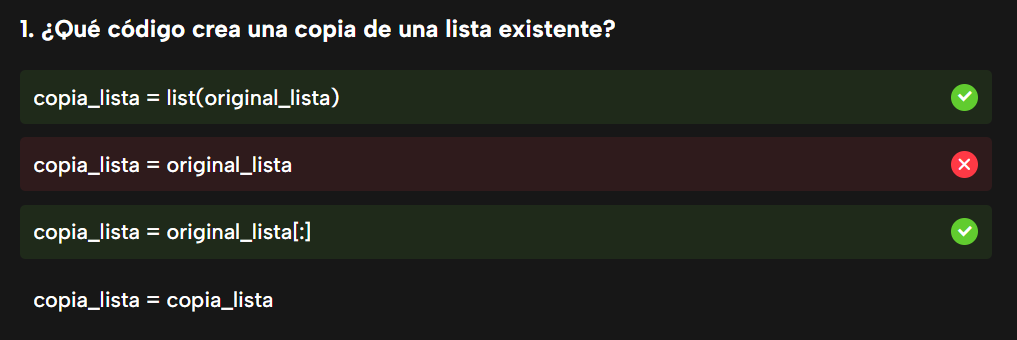 1. ¿Qué código crea una copia de una lista existente?
copia_lista = list(original_lista)
copia_lista = original_lista
copia_lista = original_lista[:]
copia_lista = copia_lista